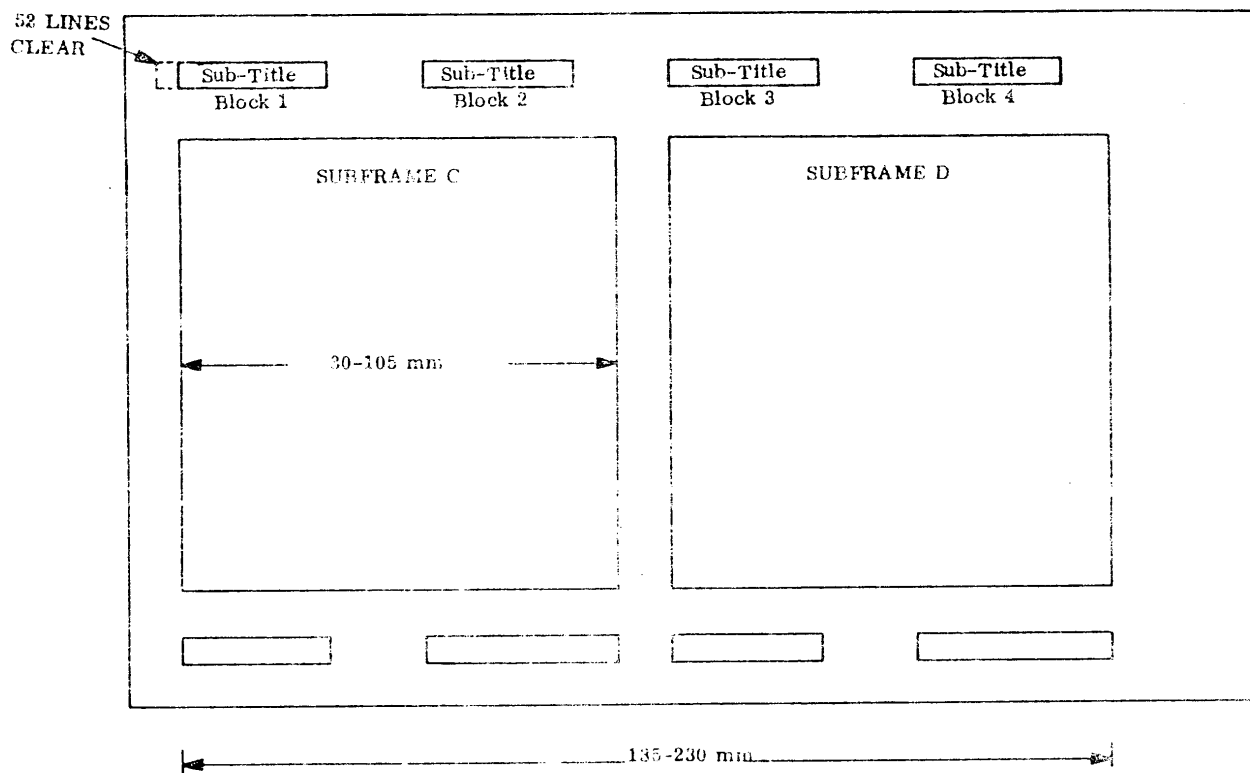 52 LINES
CLEAR
Sub-Title Sub-Title Sub-Title Sub-Title
Block 1 Block 2 Block 3 Block 4
SUBFRAME C SUBFRAME D
30-105 mm
135-230 mm